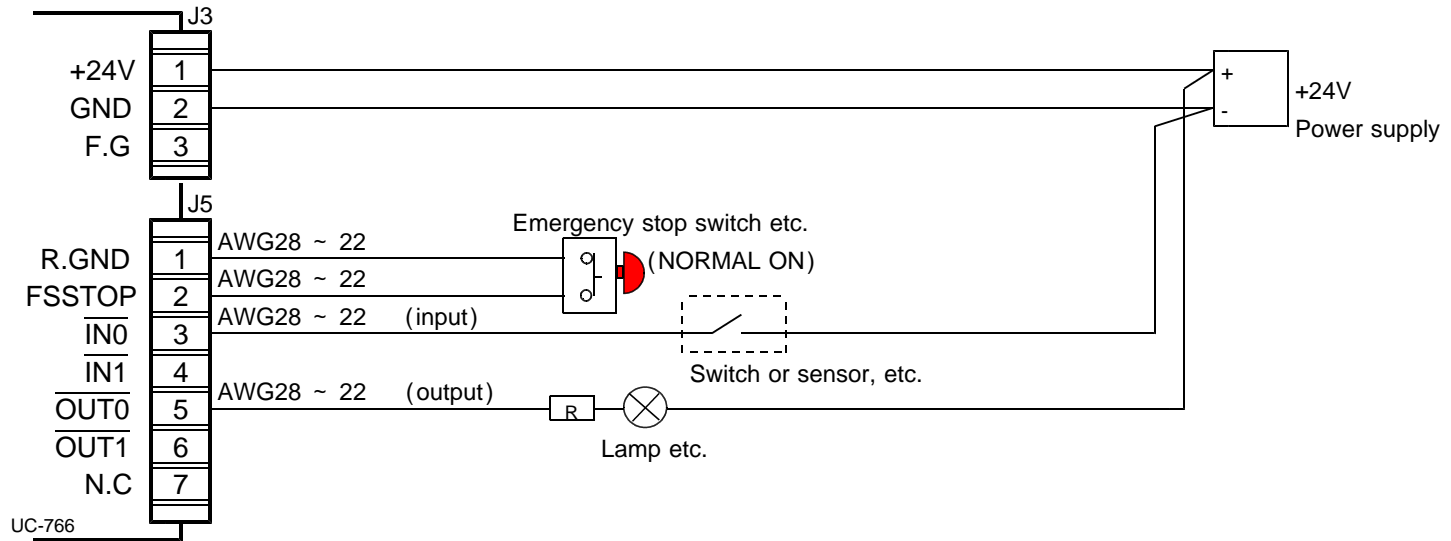 J3
+24V 1
GND 2
F.G 3
+
-
+24V
Power supply
J5
Emergency stop switch etc.
(NORMAL ON)
R.GND 1 AWG28 ~ 22
FSSTOP 2 AWG28 ~ 22
IN0 3 AWG28 ~ 22 (input)
Switch or sensor, etc.
IN1 4
OUT0 5 AWG28 ~ 22 (output)
R
Lamp etc.
OUT1 6
N.C 7
UC-766